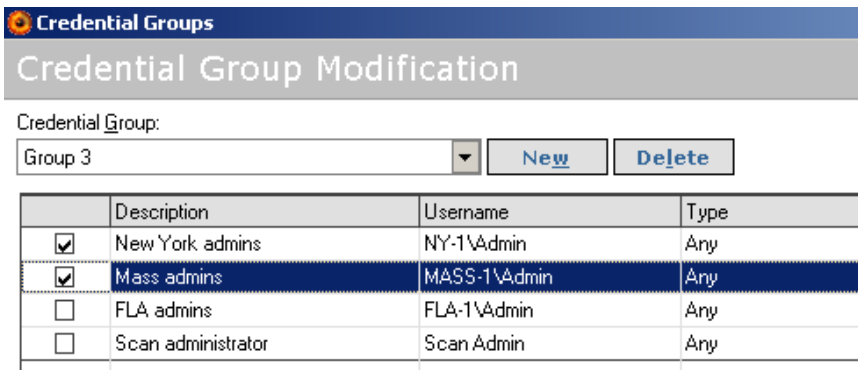 Credential Groups
Credential Group Modification
Credential Group:
Group 3 New Delete
Description Username Type
New York admins NY-1\Admin Any
Mass admins MASS-1\Admin Any
FLA admins FLA-1\Admin Any
Scan administrator Scan Admin Any